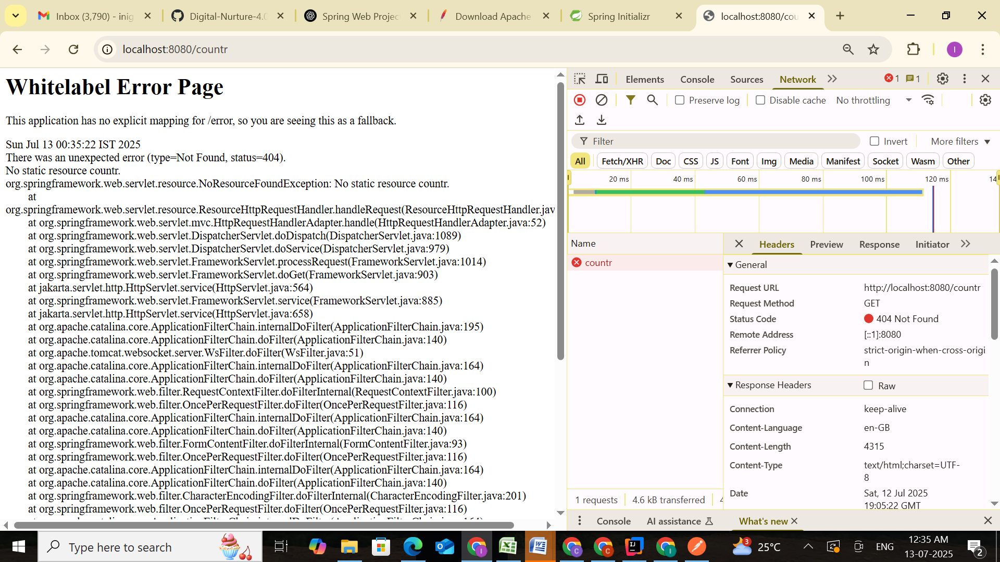 Inbox (3,790) - inig
Digital-Nurture-4.0
Spring Web Projec
Download Apache
Spring Initializr
localhost:8080/cou
localhost:8080/countr
I
Whitelabel Error Page
This application has no explicit mapping for /error, so you are seeing this as a fallback.
Sun Jul 13 00:35:22 IST 2025
There was an unexpected error (type=Not Found, status=404).
No static resource countr.
org.springframework.web.servlet.resource.NoResourceFoundException: No static resource countr.
at
org.springframework.web.servlet.resource.ResourceHttpRequestHandler.handleRequest(ResourceHttpRequestHandler.jav
at org.springframework.web.servlet.mvc.HttpRequestHandlerAdapter.handle(HttpRequestHandlerAdapter.java:52)
at org.springframework.web.servlet.DispatcherServlet.doDispatch(DispatcherServlet.java:1089)
at org.springframework.web.servlet.DispatcherServlet.doService(DispatcherServlet.java:979)
at org.springframework.web.servlet.FrameworkServlet.processRequest(FrameworkServlet.java:1014)
at org.springframework.web.servlet.FrameworkServlet.doGet(FrameworkServlet.java:903)
at jakarta.servlet.http.HttpServlet.service(HttpServlet.java:564)
at org.springframework.web.servlet.FrameworkServlet.service(FrameworkServlet.java:885)
at jakarta.servlet.http.HttpServlet.service(HttpServlet.java:658)
at org.apache.catalina.core.ApplicationFilterChain.internalDoFilter(ApplicationFilterChain.java:195)
at org.apache.catalina.core.ApplicationFilterChain.doFilter(ApplicationFilterChain.java:140)
at org.apache.tomcat.websocket.server.WsFilter.doFilter(WsFilter.java:51)
at org.apache.catalina.core.ApplicationFilterChain.internalDoFilter(ApplicationFilterChain.java:164)
at org.apache.catalina.core.ApplicationFilterChain.doFilter(ApplicationFilterChain.java:140)
at org.springframework.web.filter.RequestContextFilter.doFilterInternal(RequestContextFilter.java:100)
at org.springframework.web.filter.OncePerRequestFilter.doFilter(OncePerRequestFilter.java:116)
at org.apache.catalina.core.ApplicationFilterChain.internalDoFilter(ApplicationFilterChain.java:164)
at org.apache.catalina.core.ApplicationFilterChain.doFilter(ApplicationFilterChain.java:140)
at org.springframework.web.filter.FormContentFilter.doFilterInternal(FormContentFilter.java:93)
at org.springframework.web.filter.OncePerRequestFilter.doFilter(OncePerRequestFilter.java:116)
at org.apache.catalina.core.ApplicationFilterChain.internalDoFilter(ApplicationFilterChain.java:164)
at org.apache.catalina.core.ApplicationFilterChain.doFilter(ApplicationFilterChain.java:140)
at org.springframework.web.filter.CharacterEncodingFilter.doFilterInternal(CharacterEncodingFilter.java:201)
at org.springframework.web.filter.OncePerRequestFilter.doFilter(OncePerRequestFilter.java:116)
Elements Console Sources Network 1 1
Preserve log Disable cache No throttling
Filter Invert More filters
All Fetch/XHR Doc CSS JS Font Img Media Manifest Socket Wasm Other
20 ms 40 ms 60 ms 80 ms 100 ms 120 ms 14
Name Headers Preview Response Initiator
countr
General
Request URL http://localhost:8080/countr
Request Method GET
Status Code 404 Not Found
Remote Address [::1]:8080
Referrer Policy strict-origin-when-cross-origi
n
Response Headers Raw
Connection keep-alive
Content-Language en-GB
Content-Length 4315
Content-Type text/html;charset=UTF-
8
Date Sat, 12 Jul 2025
19:05:22 GMT
1 requests 4.6 kB transferred
Console AI assistance What's new
Type here to search
3 25°C ENG 12:35 AM
13-07-2025
2